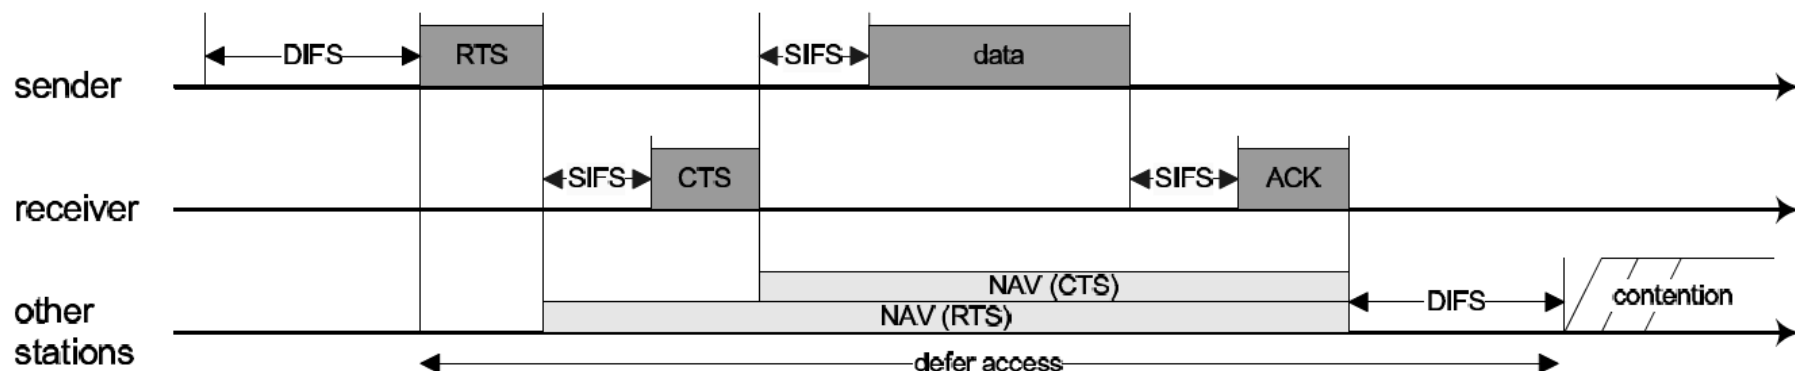 DIFS RTS SIFS data
sender
SIFS CTS SIFS ACK
receiver
NAV (CTS)
DIFS contention
NAV (RTS)
other
stations
defer access